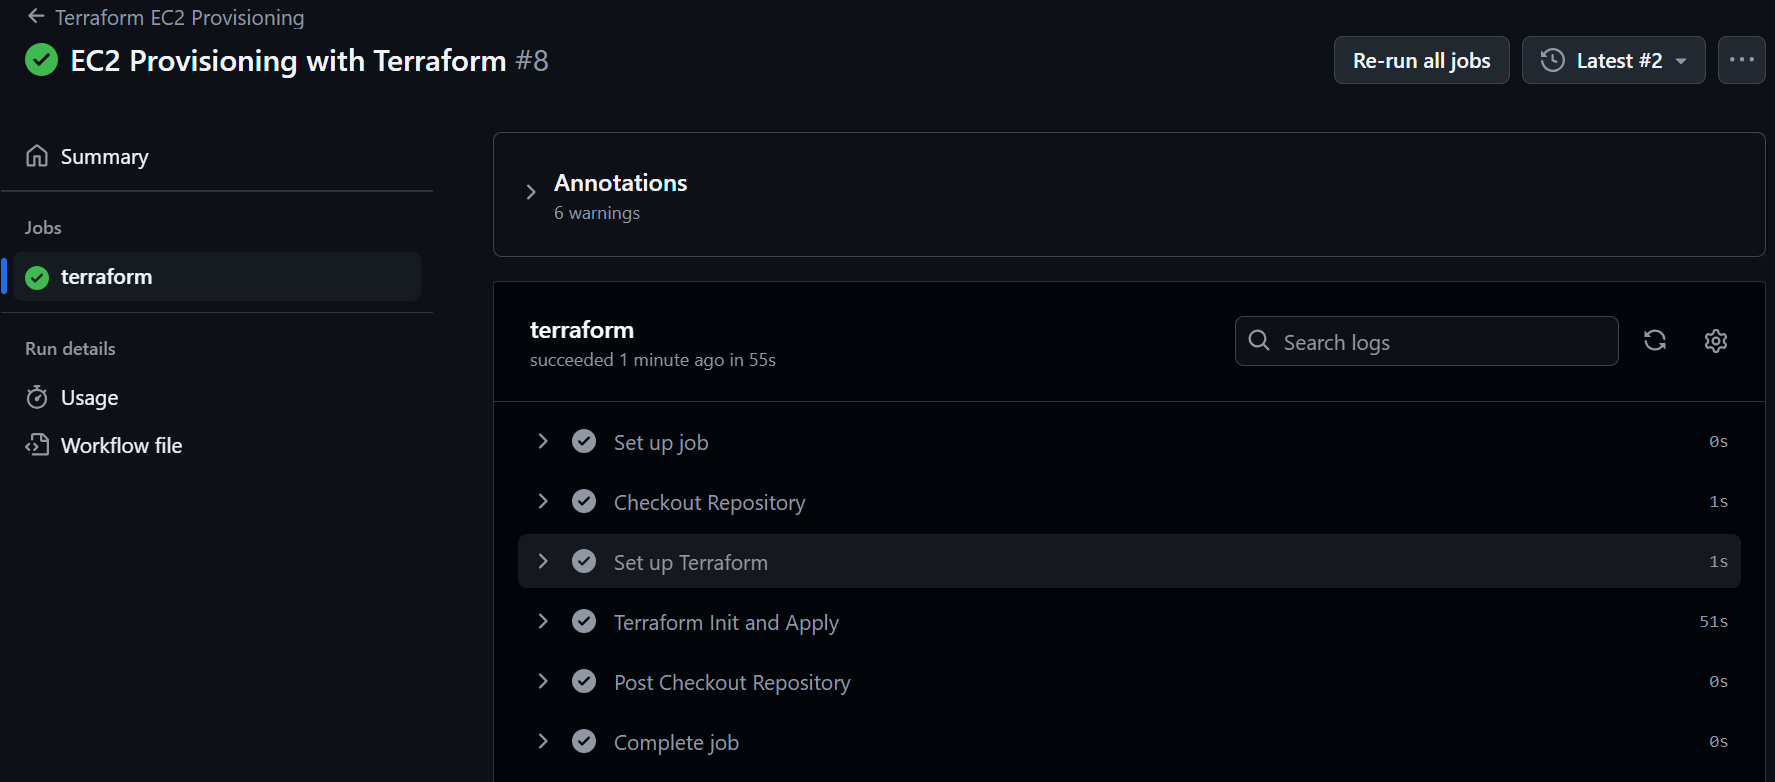 Terraform EC2 Provisioning
EC2 Provisioning with Terraform #8
Re-run all jobs
Latest #2
Summary
Jobs
terraform
Run details
Usage
Workflow file
Annotations
6 warnings
terraform
succeeded 1 minute ago in 55s
Search logs
Set up job 0s
Checkout Repository 1s
Set up Terraform 1s
Terraform Init and Apply 51s
Post Checkout Repository 0s
Complete job 0s